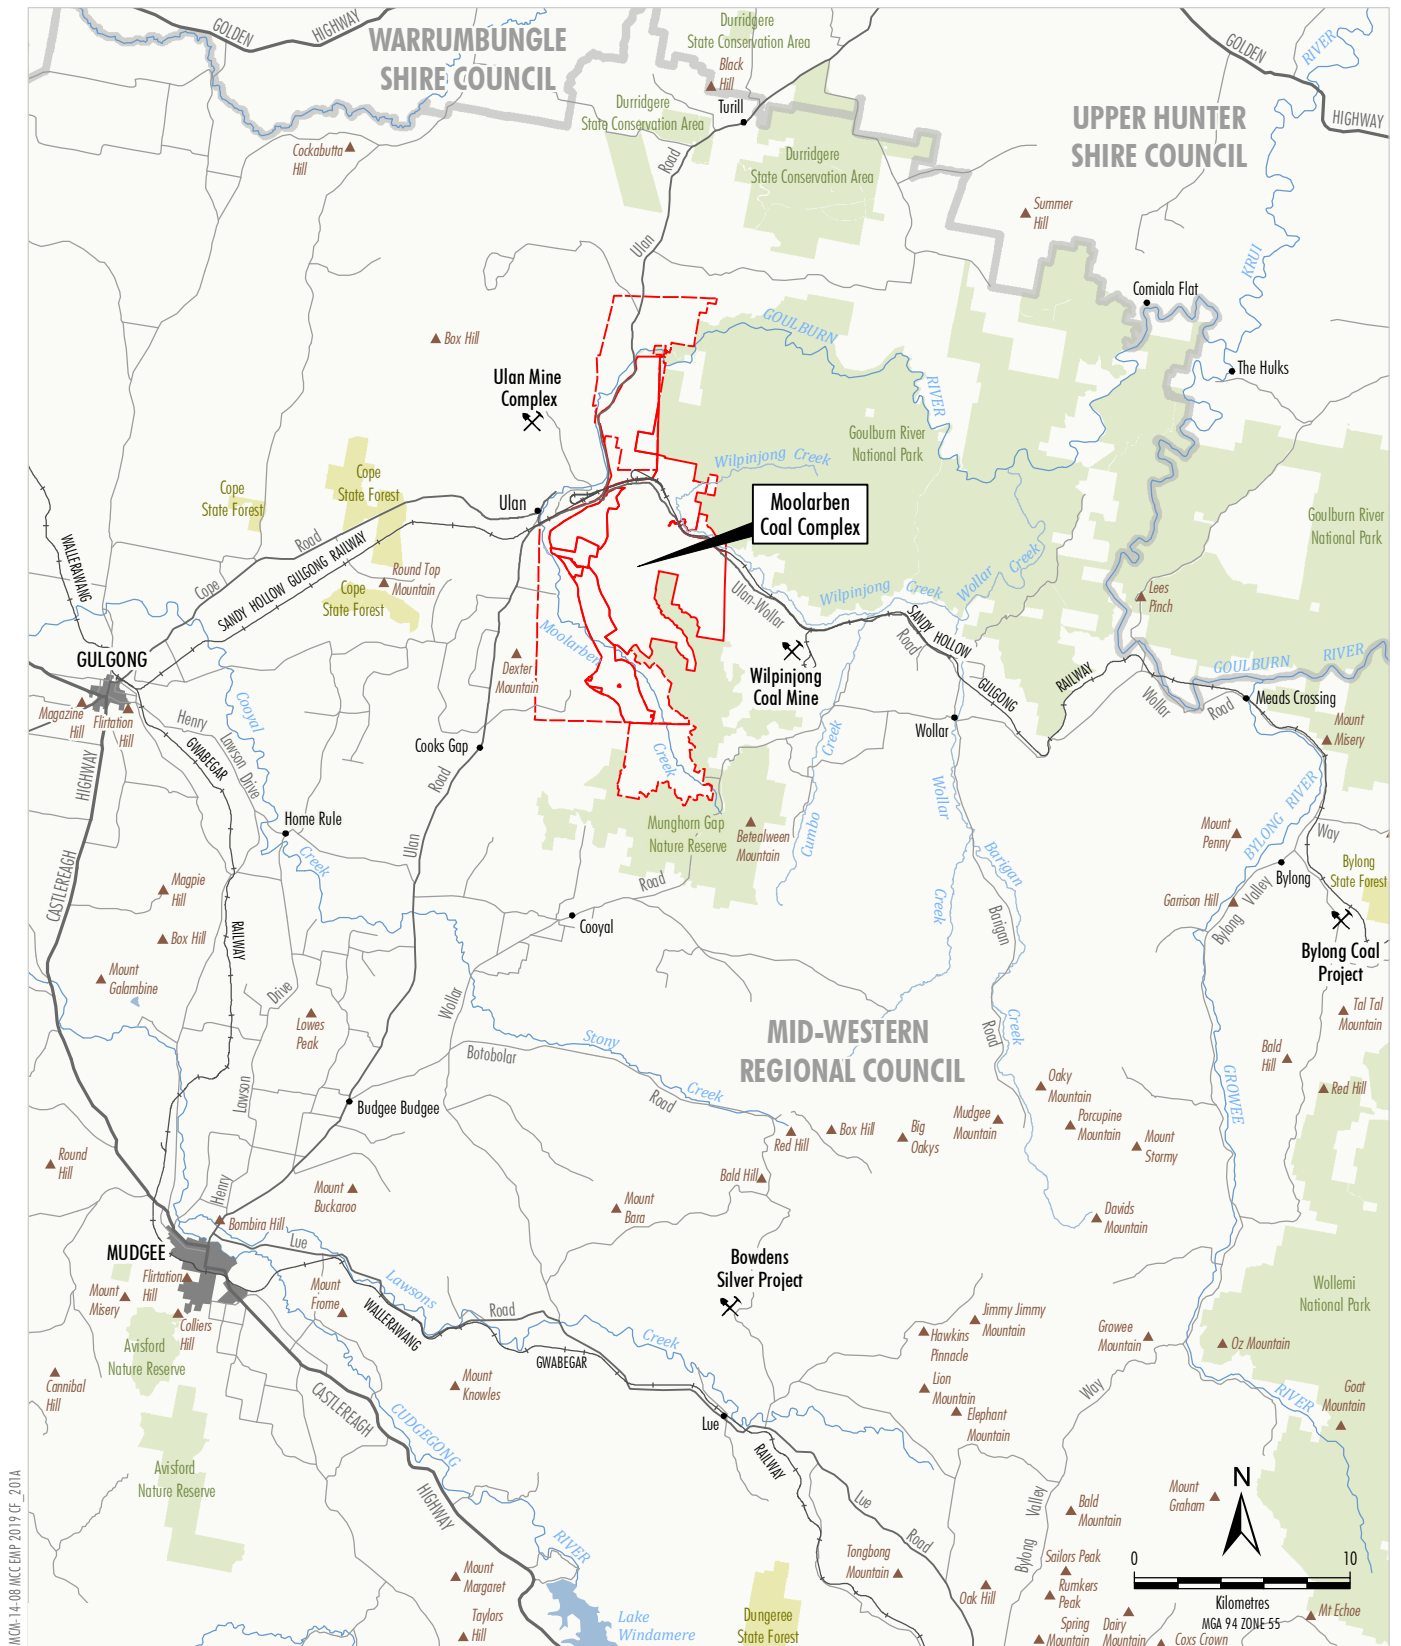 GOLDEN
HIGHWAY
WARRUMBUNGLE
SHIRE COUNCIL
Durridgere
State Conservation Area
Black
Hill
Turill
Durridgere
State Conservation Area
Durridgere
State Conservation Area
GOLDEN
HIGHWAY
RIVER
UPPER HUNTER
SHIRE COUNCIL
Cockabutta
Hill
Road
Ulan
Summer
Hill
KRUI
Comiala Flat
The Hulks
Box Hill
GOULBURN
RIVER
Ulan Mine
Complex
Goulburn River
National Park
Wilpinjong Creek
Cope
State Forest
Cope
State Forest
Ulan
Moolarben
Coal Complex
Goulburn River
National Park
WALLERAWANG
Road
Cope
SANDY HOLLOW GULGONG RAILWAY
Round Top
Mountain
Cope
State Forest
Ulan-Wollar
Wilpinjong Creek
Wollar Creek
Lees
Pinch
SANDY HOLLOW
Road
GULGONG
RAILWAY
GOULBURN RIVER
GULGONG
Moolarben
Dexter
Mountain
Wilpinjong
Coal Mine
Wollar
Road
Meads Crossing
Magazine
Hill
Flirtation
Hill
Henry
Lawson Drive
GWABEGAR
Cooyal
Cooks Gap
Creek
Creek
Wollar
Mount
Misery
HIGHWAY
Road
Ulan
Home Rule
Creek
Munghorn Gap
Nature Reserve
Betealween
Mountain
Cumbo
Wollar
Mount
Penny
BYLONG RIVER
Way
Bylong
Bylong
State Forest
CASTLEREAGH
Magpie
Hill
Road
Barigan
Creek
Garrison Hill
Bylong Valley
Box Hill
RAILWAY
Cooyal
Barigan
Bylong Coal
Project
Mount
Galambine
Drive
Lowes
Peak
Wollar
Stony
Creek
Botobolar
Road
MID-WESTERN
REGIONAL COUNCIL
Road
Creek
Tal Tal
Mountain
Bald
Hill
Red Hill
Lawson
Budgee Budgee
GROWEE
Oaky
Mountain
Mudgee
Mountain
Porcupine
Mountain
Mount
Stormy
Red Hill
Box Hill
Big
Oakys
Round
Hill
Henry
Mount
Buckaroo
Bald Hill
Mount
Bara
Davids
Mountain
Bombira Hill
Lue
MUDGEE
Flirtation
Hill
Mount
Misery
Mount
Frome
Lawsons
WALLERAWANG
Road
Bowdens
Silver Project
Wollemi
National Park
Colliers
Hill
Avisford
Nature Reserve
GWABEGAR
Creek
Jimmy Jimmy
Mountain
Hawkins
Pinnacle
Growee
Mountain
Oz Mountain
Cannibal
Hill
Mount
Knowles
Lion
Mountain
Elephant
Mountain
Way
RIVER
Goat
Mountain
CASTLEREAGH
CUDGEGONG
Lue
RAILWAY
Avisford
Nature Reserve
HIGHWAY
Lue
Road
Valley
Bylong
Bald
Mountain
Mount
Graham
N
RIVER
Tongbong
Mountain
Sailors Peak
Rumkers
Peak
0
10
Kilometres
MGA 94 ZONE 55
Mount
Margaret
Taylors
Hill
Lake
Windamere
Dungeree
State Forest
Oak Hill
Spring
Mountain
Dairy
Mountain
Coxs Crown
Mt Echoe
MCM-14-08 MCC EMP 2019 CF_201A